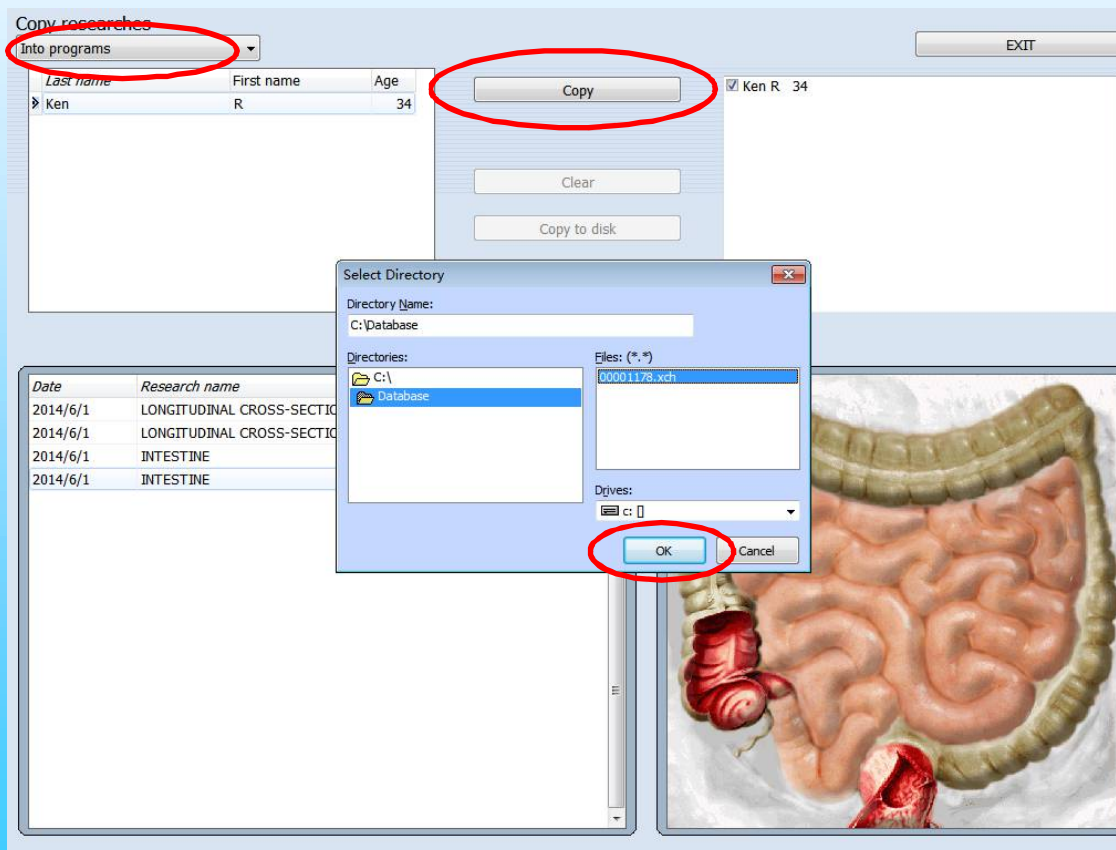 Copy researches
Into programs
EXIT
Last name First name Age
Ken R 34
Copy
Ken R 34
Clear
Copy to disk
Select Directory
Directory Name:
C:\Database
Directories:
C:\
Database
Files: (*.*)
00001178.xch
Drives:
c: []
OK
Cancel
Date Research name
2014/6/1 LONGITUDINAL CROSS-SECTIO
2014/6/1 LONGITUDINAL CROSS-SECTIO
2014/6/1 INTESTINE
2014/6/1 INTESTINE